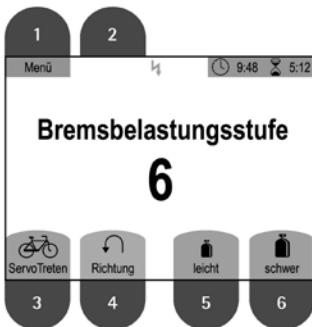 1 2
Menü 9:48 5:12
Bremsbelastungsstufe
6
ServoTreten Richtung leicht schwer
3 4 5 6